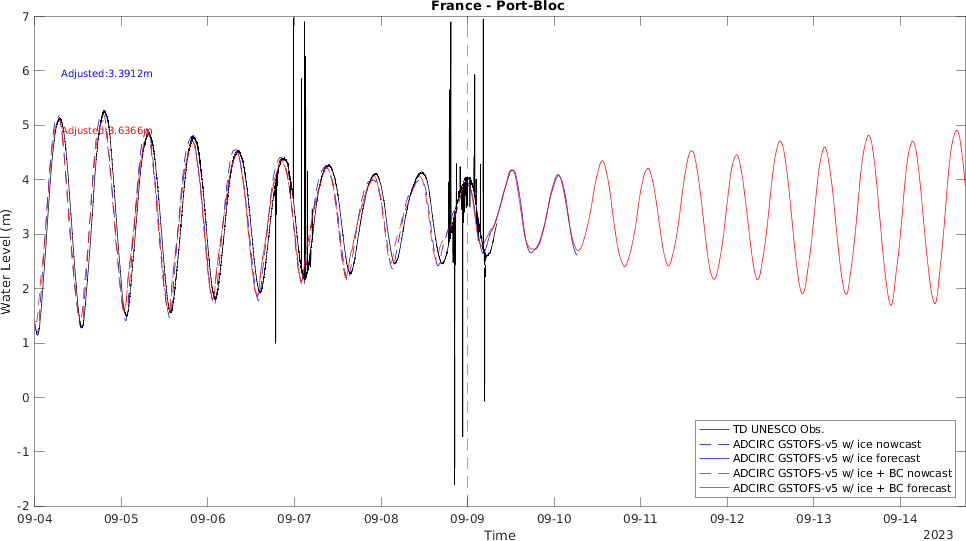 France - Port-Bloc
7
6
5
4
3
2
1
0
-1
-2
Water Level (m)
Adjusted:3.3912m
Adjusted:3.6366m
TD UNESCO Obs.
ADCIRC GSTOFS-v5 w/ ice nowcast
ADCIRC GSTOFS-v5 w/ ice forecast
ADCIRC GSTOFS-v5 w/ ice + BC nowcast
ADCIRC GSTOFS-v5 w/ ice + BC forecast
09-04 09-05 09-06 09-07 09-08 09-09 09-10 09-11 09-12 09-13 09-14
Time
2023